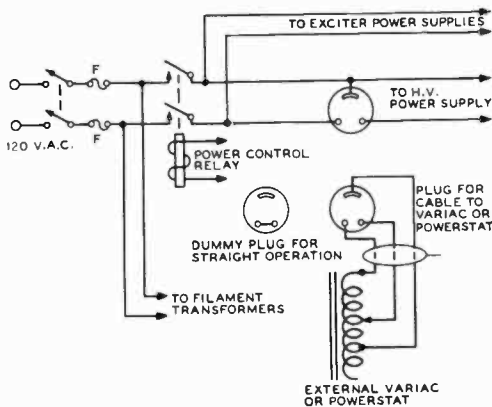 TO EXCITER POWER SUPPLIES
F
TO H.V.
POWER SUPPLY
F
120 V.A.C.
POWER CONTROL
RELAY
PLUG FOR
CABLE TO
VARIAC OR
POWERSTAT
DUMMY PLUG FOR
STRAIGHT OPERATION
TO FILAMENT
TRANSFORMERS
EXTERNAL VARIAC
OR POWERSTAT